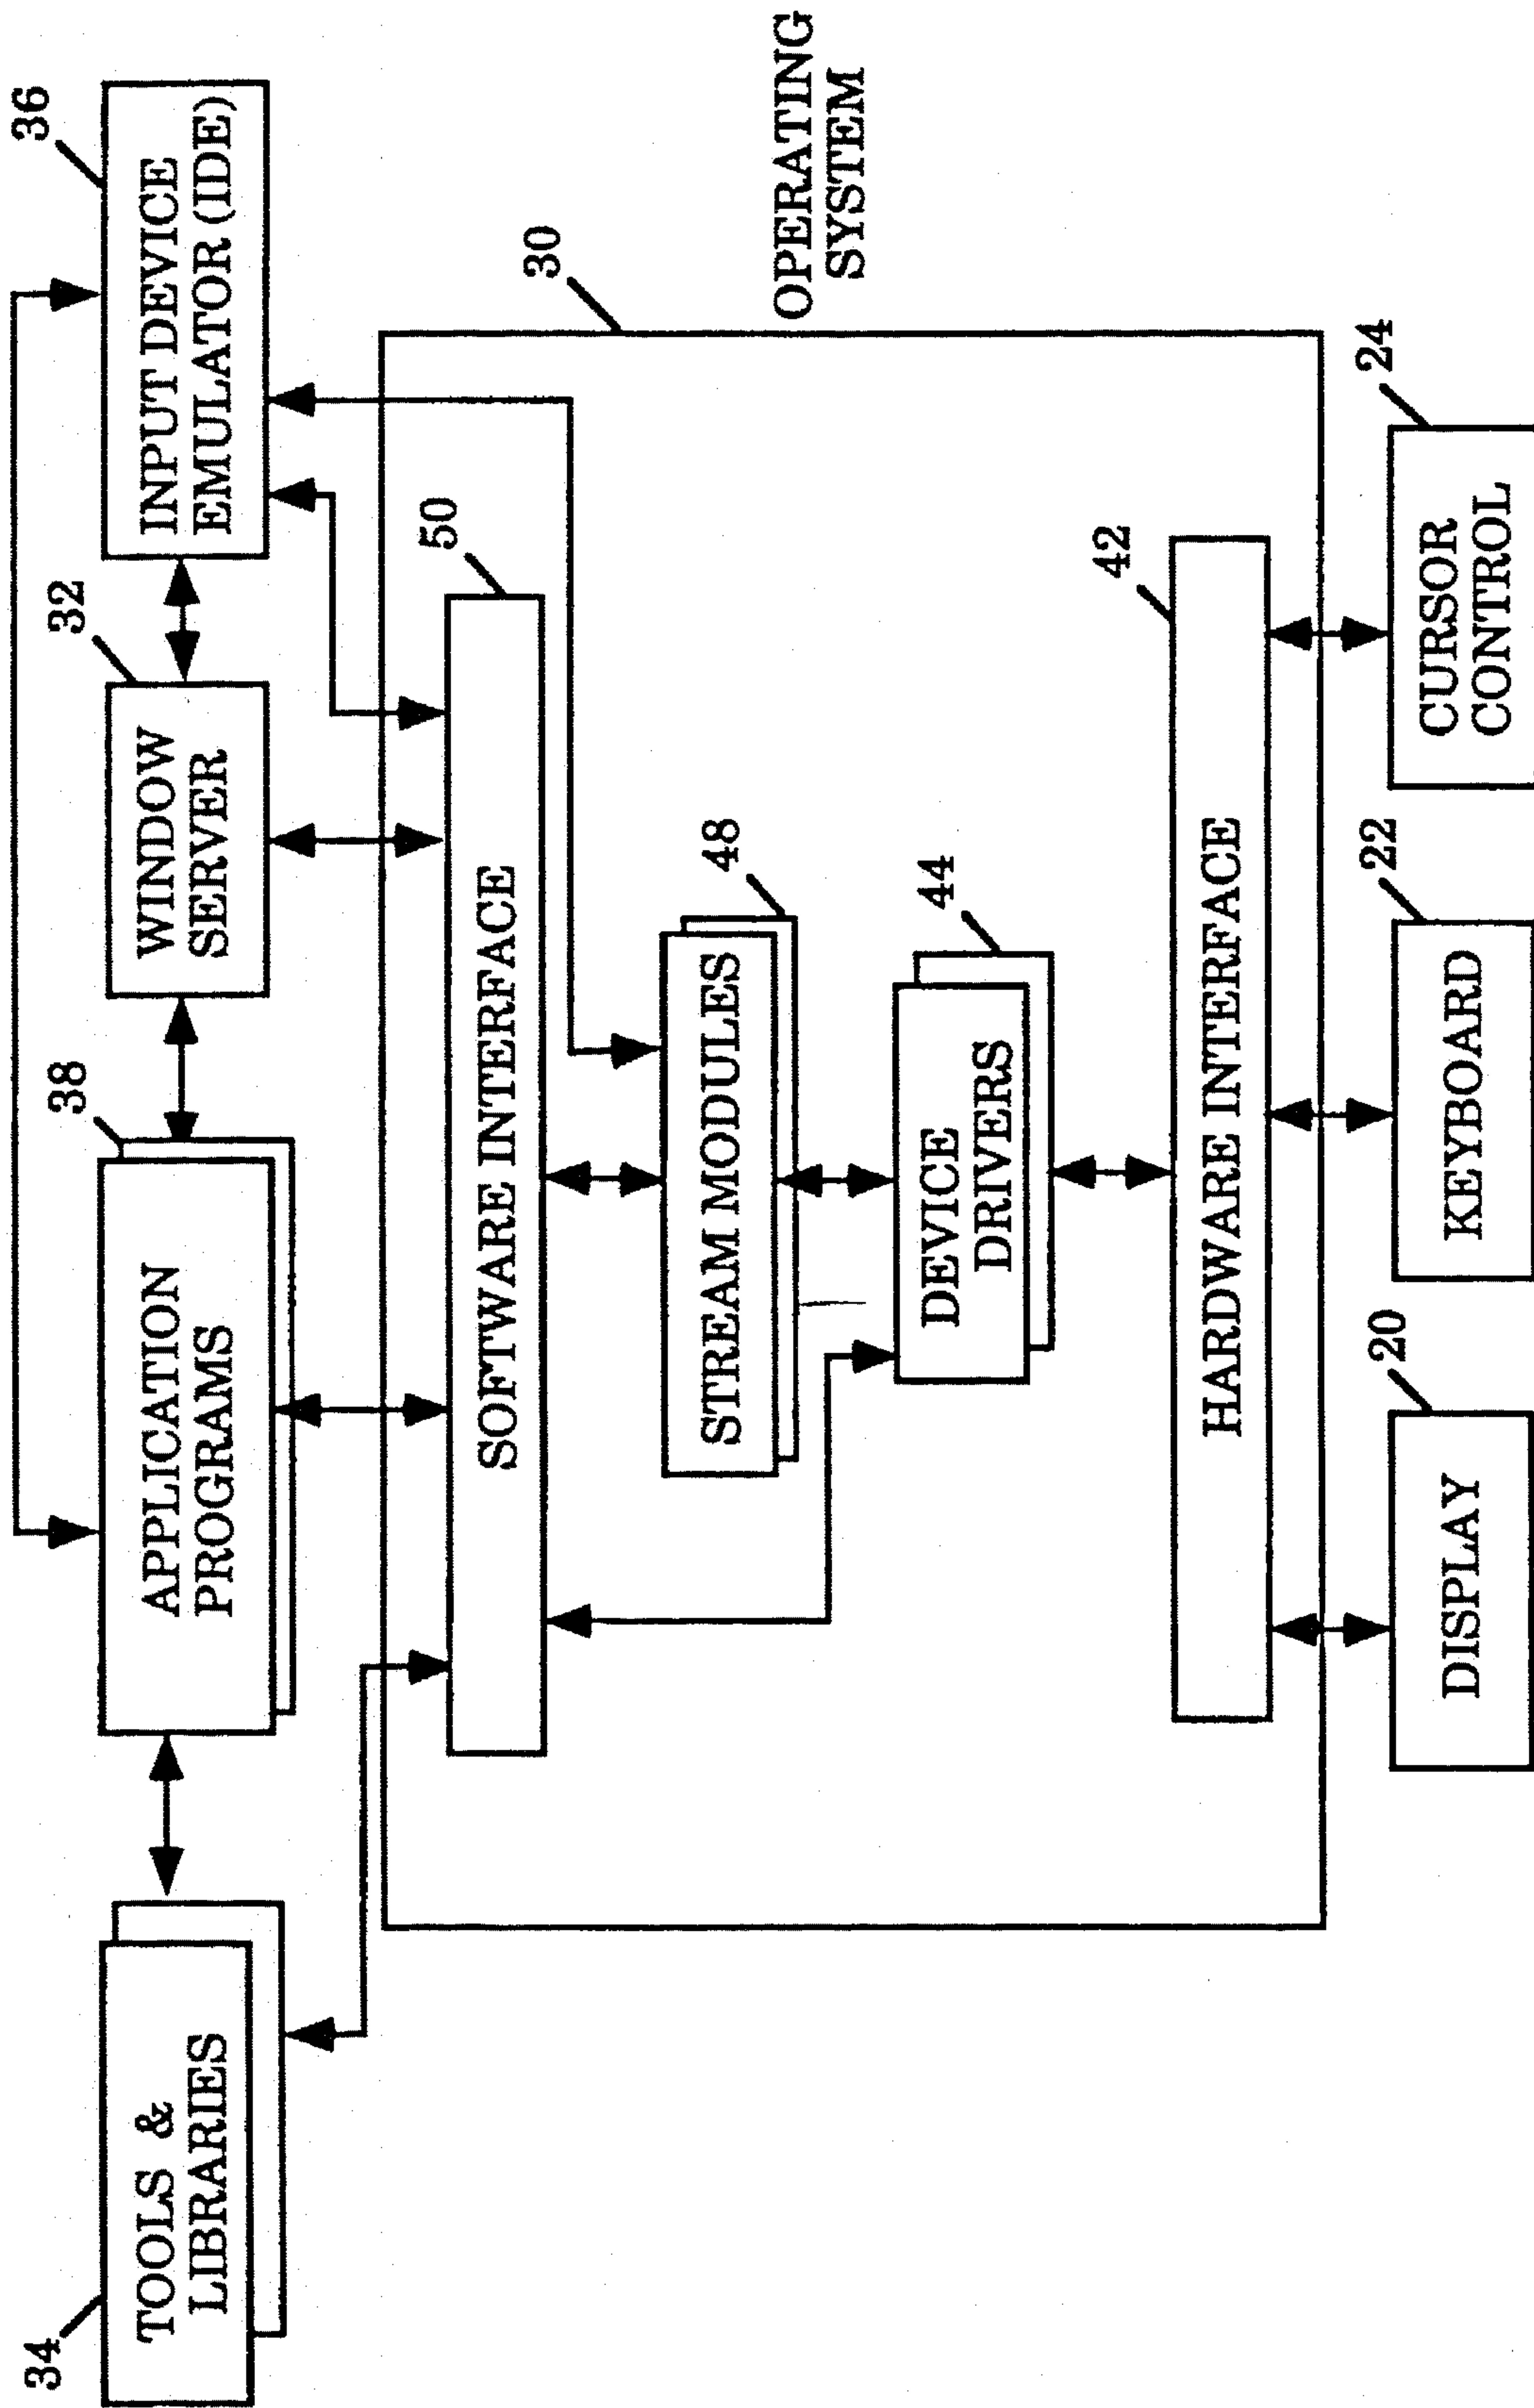 34
TOOLS &
LIBRARIES
38
APPLICATION
PROGRAMS
32
WINDOW
SERVER
36
INPUT DEVICE
EMULATOR (IDE)
30
OPERATING
SYSTEM
50
SOFTWARE INTERFACE
48
STREAM MODULES
44
DEVICE
DRIVERS
42
HARDWARE INTERFACE
20
DISPLAY
22
KEYBOARD
24
CURSOR
CONTROL